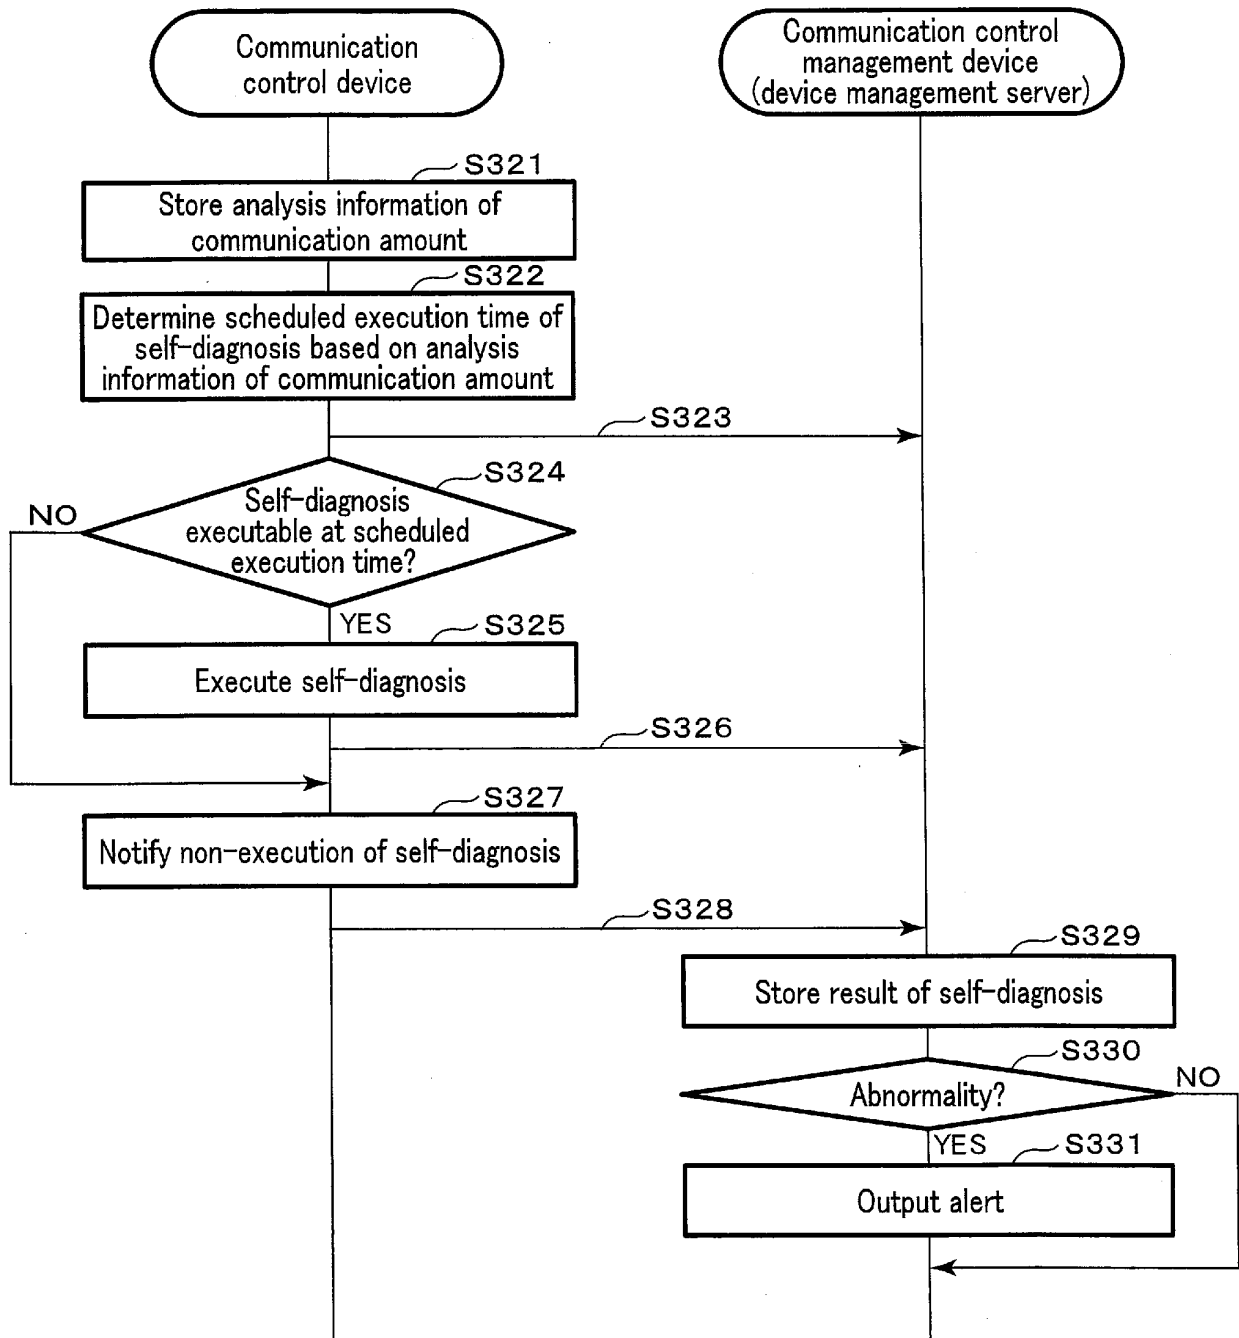 Communication
control device
Communication control
management device
(device management server)
S321
Store analysis information of
communication amount
S322
Determine scheduled execution time of
self-diagnosis based on analysis
information of communication amount
S323
S324
Self-diagnosis
executable at scheduled
execution time?
NO
YES
S325
Execute self-diagnosis
S326
S327
Notify non-execution of self-diagnosis
S328
S329
Store result of self-diagnosis
S330
Abnormality?
NO
YES
S331
Output alert